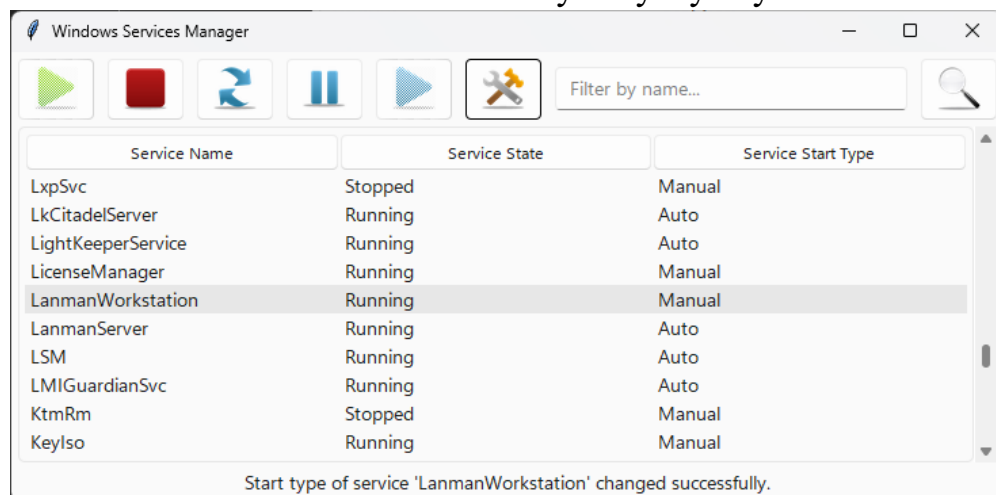 Windows Services Manager
Filter by name...
Service Name Service State Service Start Type
LxpSvc Stopped Manual
LkCitadelServer Running Auto
LightKeeperService Running Auto
LicenseManager Running Manual
LanmanWorkstation Running Manual
LanmanServer Running Auto
LSM Running Auto
LMIGuardianSvc Running Auto
KtmRm Stopped Manual
KeyIso Running Manual
Start type of service 'LanmanWorkstation' changed successfully.